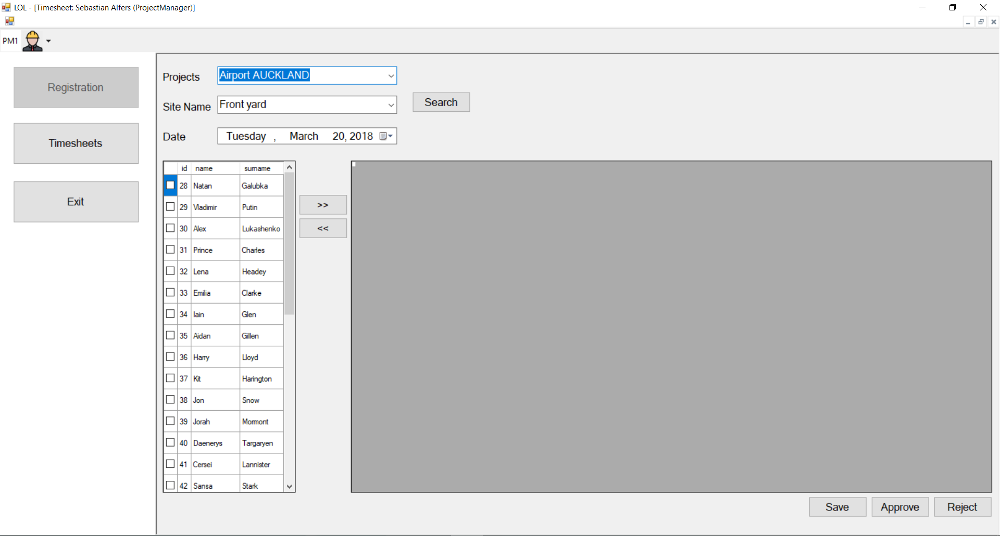 LOL - [Timesheet: Sebastian Alfers (ProjectManager)]
PM1
Registration
Timesheets
Exit
Projects Airport AUCKLAND
Site Name Front yard
Search
Date Tuesday , March 20, 2018
id name surname
28 Natan Galubka
29 Vladimir Putin
30 Alex Lukashenko
31 Prince Charles
32 Lena Headey
33 Emilia Clarke
34 Iain Glen
35 Aidan Gillen
36 Harry Lloyd
37 Kit Harington
38 Jon Snow
39 Jorah Mormont
40 Daenerys Targaryen
41 Cersei Lannister
42 Sansa Stark
>>
<<
Save Approve Reject